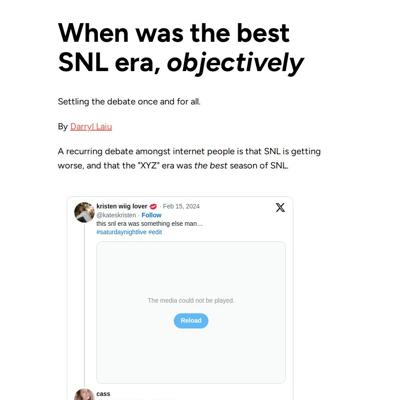 When was the best
SNL era, objectively
Settling the debate once and for all.
By Darryl Laiu
A recurring debate amongst internet people is that SNL is getting
worse, and that the "XYZ" era was the best season of SNL.
kristen wiig lover 💋 · Feb 15, 2024
@kateskristen · Follow
this snl era was something else man…
#saturdaynightlive #edit
The media could not be played.
Reload
cass